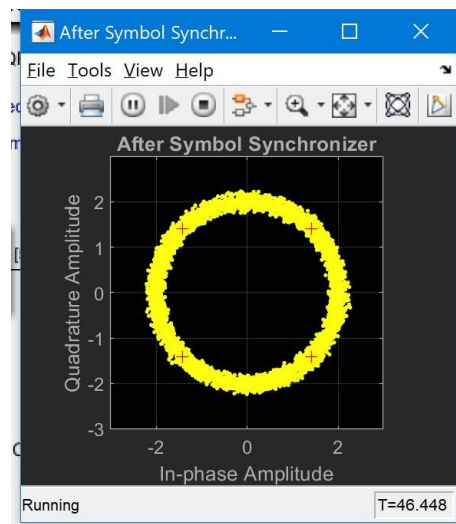 After Symbol Synchr...
File Tools View Help
After Symbol Synchronizer
Quadrature Amplitude
2
1
0
-1
-2
-3
-2
0
2
In-phase Amplitude
Running
T=46.448